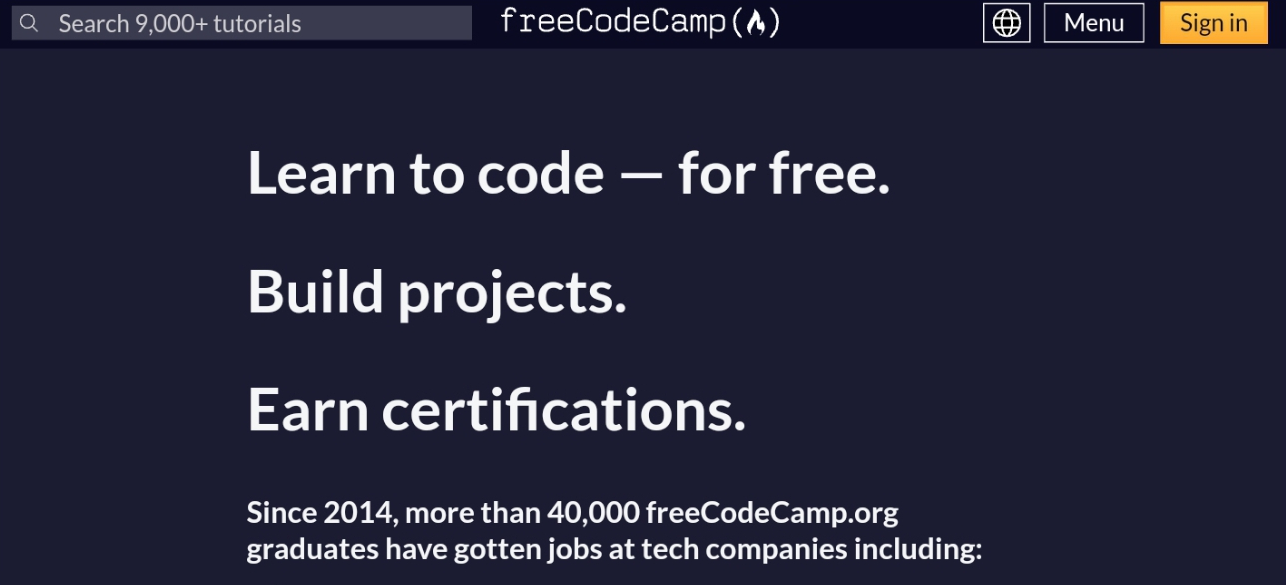 Search 9,000+ tutorials
freeCodeCamp(🔥)
Menu
Sign in
Learn to code — for free.
Build projects.
Earn certifications.
Since 2014, more than 40,000 freeCodeCamp.org
graduates have gotten jobs at tech companies including: